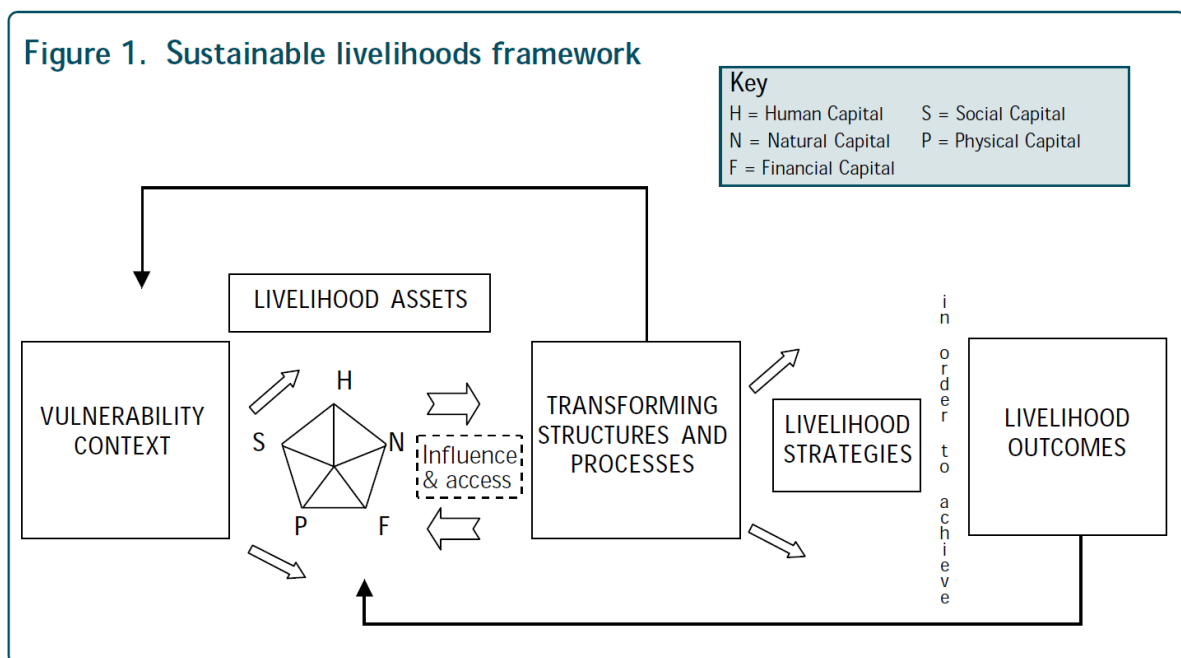 Figure 1. Sustainable livelihoods framework
Key
H = Human Capital S = Social Capital
N = Natural Capital P = Physical Capital
F = Financial Capital
LIVELIHOOD ASSETS
VULNERABILITY
CONTEXT
H
S
N
P
F
Influence
& access
TRANSFORMING
STRUCTURES AND
PROCESSES
LIVELIHOOD
STRATEGIES
in order to achieve
LIVELIHOOD
OUTCOMES